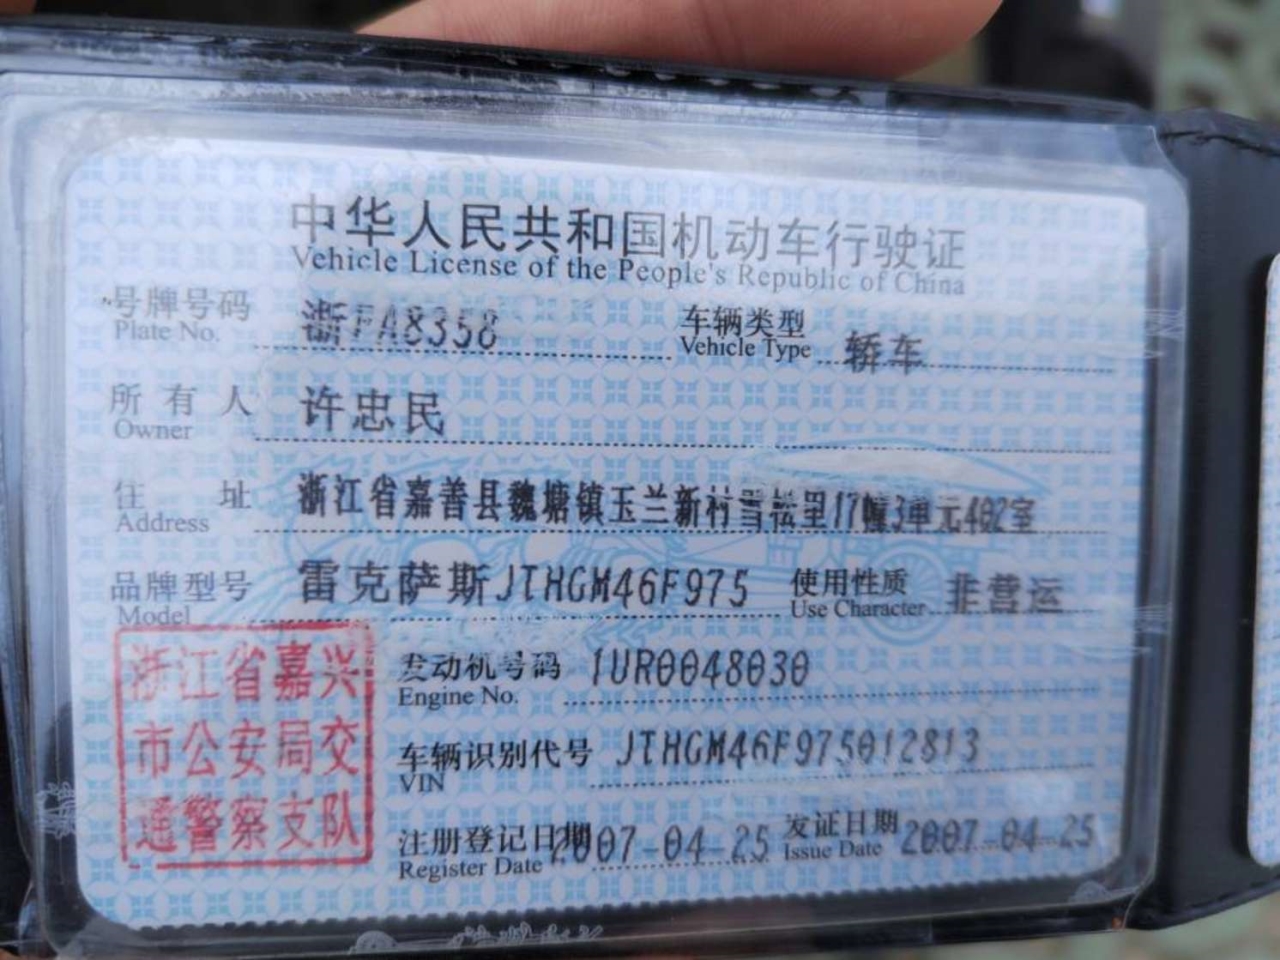 中华人民共和国机动车行驶证
Vehicle License of the People's Republic of China
号牌号码 浙FA8358 车辆类型 轿车
Plate No. Vehicle Type
所有人 许忠民
Owner
住址 浙江省嘉善县魏塘镇玉兰新村雪松里17幢3单元402室
Address
品牌型号 雷克萨斯JTHGM46F975 使用性质 非营运
Model Use Character
浙江省嘉兴
市公安局交
通警察支队
发动机号码 1UR0048030
Engine No.
车辆识别代号 JTHGM46F975012813
VIN
注册登记日期 2007-04-25 发证日期 2007-04-25
Register Date Issue Date